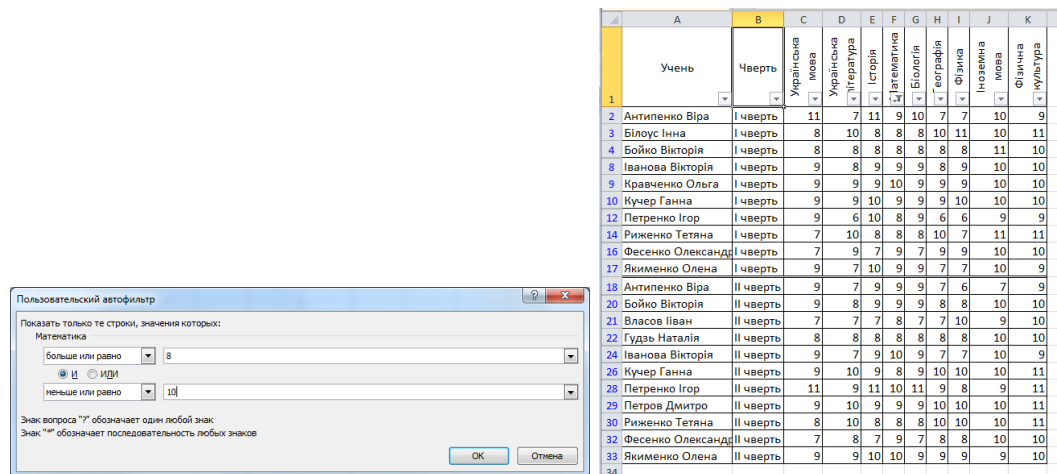 Пользовательский автофильтр
Показать только те строки, значения которых:
Математика
больше или равно 8
И ИЛИ
меньше или равно 10
Знак вопроса "?" обозначает один любой знак
Знак "*" обозначает последовательность любых знаков
ОК Отмена
A B C D E F G H I J K
1 Учень Чверть Українська мова Українська література Історія Математика Біологія Географія Фізика Іноземна мова Фізична культура
2 Антипенко Віра І чверть 11 7 11 9 10 7 7 10 9
3 Білоус Інна І чверть 8 10 8 8 8 10 11 10 11
4 Бойко Вікторія І чверть 8 8 8 8 8 8 8 11 10
8 Іванова Вікторія І чверть 9 8 9 9 9 8 9 10 10
9 Кравченко Ольга І чверть 9 9 9 10 9 9 9 10 10
10 Кучер Ганна І чверть 9 9 10 9 9 9 10 10 10
12 Петренко Ігор І чверть 9 6 10 8 9 6 6 9 9
14 Риженко Тетяна І чверть 7 10 8 8 8 10 7 11 11
16 Фесенко Олександр І чверть 7 9 7 9 7 9 9 10 10
17 Якименко Олена І чверть 9 7 10 9 9 7 7 10 9
18 Антипенко Віра ІІ чверть 9 7 9 9 9 7 6 7 9
20 Бойко Вікторія ІІ чверть 9 8 9 9 9 8 8 10 10
21 Власов Ііван ІІ чверть 7 7 7 8 7 7 10 9 10
22 Гудзь Наталія ІІ чверть 8 8 8 8 8 8 8 10 10
24 Іванова Вікторія ІІ чверть 9 7 9 10 9 7 7 10 9
26 Кучер Ганна ІІ чверть 9 10 9 8 9 10 10 10 11
28 Петренко Ігор ІІ чверть 11 9 11 10 11 9 8 9 11
29 Петров Дмитро ІІ чверть 9 10 9 9 9 10 10 10 11
30 Риженко Тетяна ІІ чверть 8 10 8 8 8 10 10 10 11
32 Фесенко Олександр ІІ чверть 7 8 7 9 7 8 8 10 10
33 Якименко Олена ІІ чверть 9 9 10 10 9 9 9 9 10
34